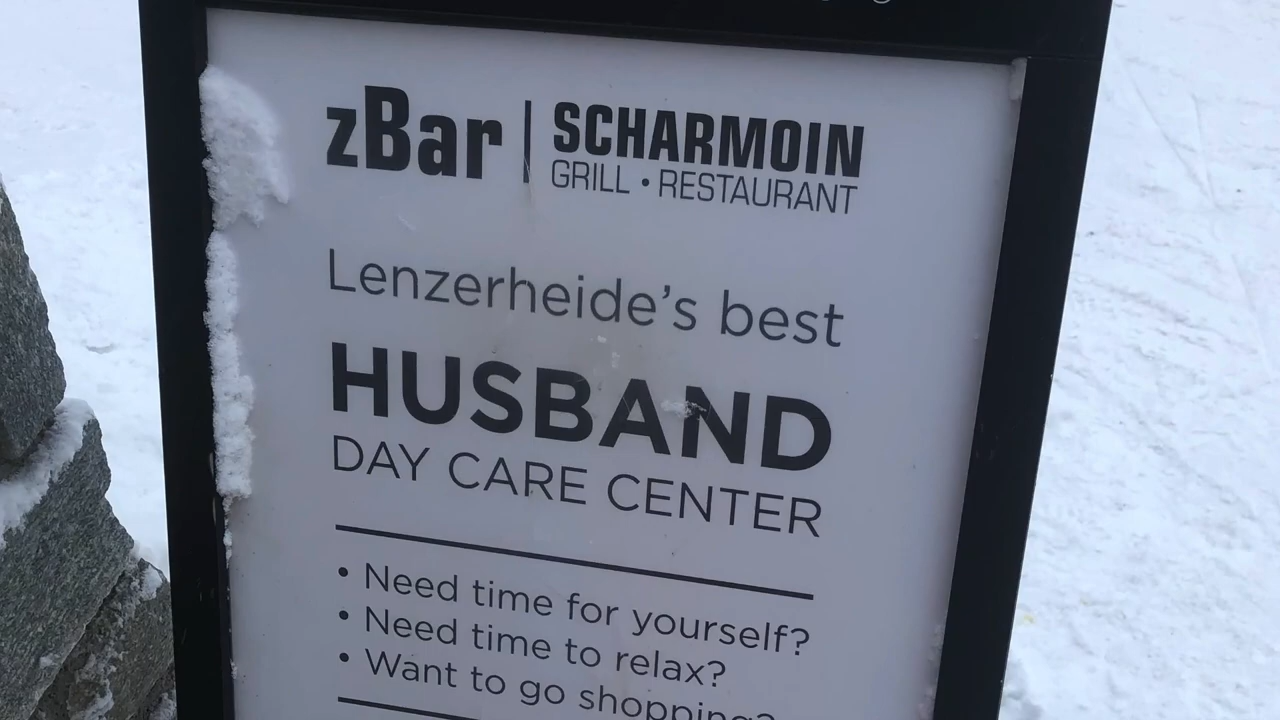 zBar | SCHARMOIN
GRILL • RESTAURANT
Lenzerheide's best
HUSBAND
DAY CARE CENTER
• Need time for yourself?
• Need time to relax?
• Want to go shopping?